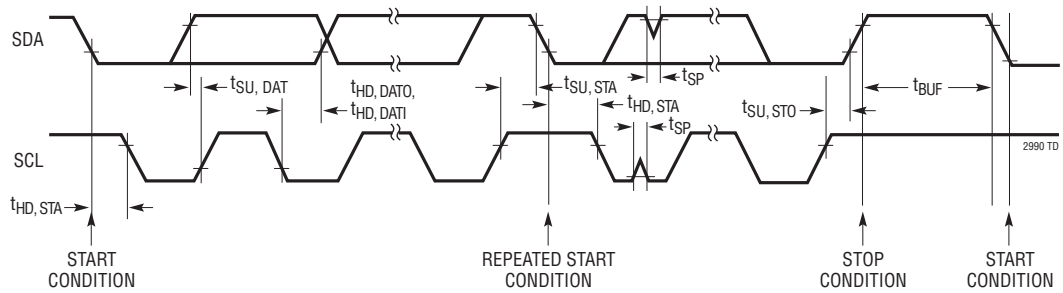 SDA
tSU, DAT
tHD, DATO,
tHD, DATI
tSU, STA
tHD, STA
tSP
tSP
tSU, STO
tBUF
SCL
2990 TD
tHD, STA
START
CONDITION
REPEATED START
CONDITION
STOP
CONDITION
START
CONDITION